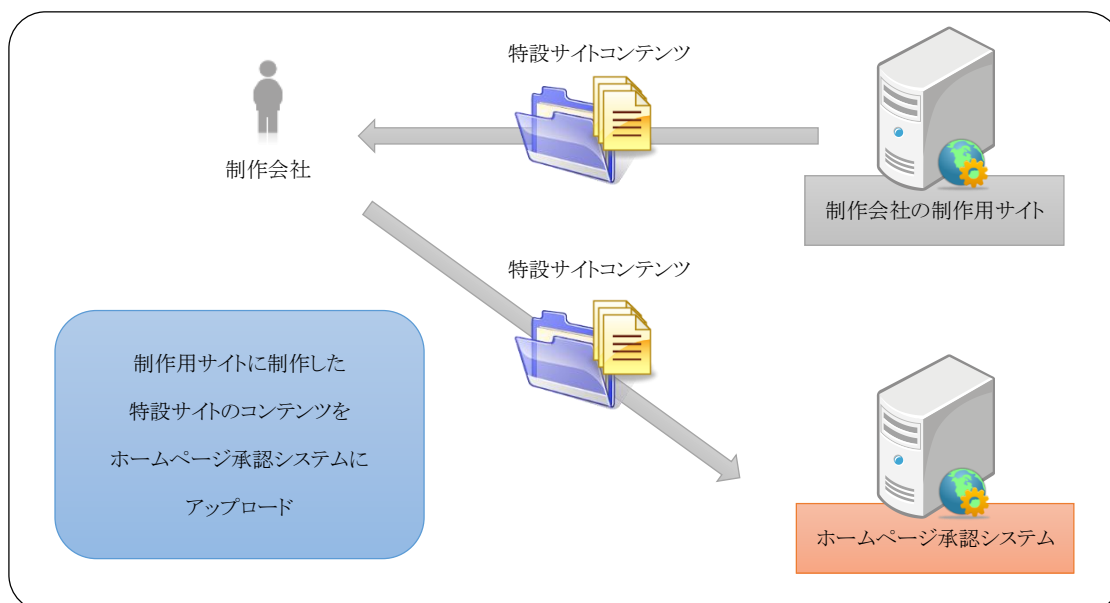 特設サイトコンテンツ
制作会社
制作会社の制作用サイト
特設サイトコンテンツ
制作用サイトに制作した
特設サイトのコンテンツを
ホームページ承認システムに
アップロード
ホームページ承認システム